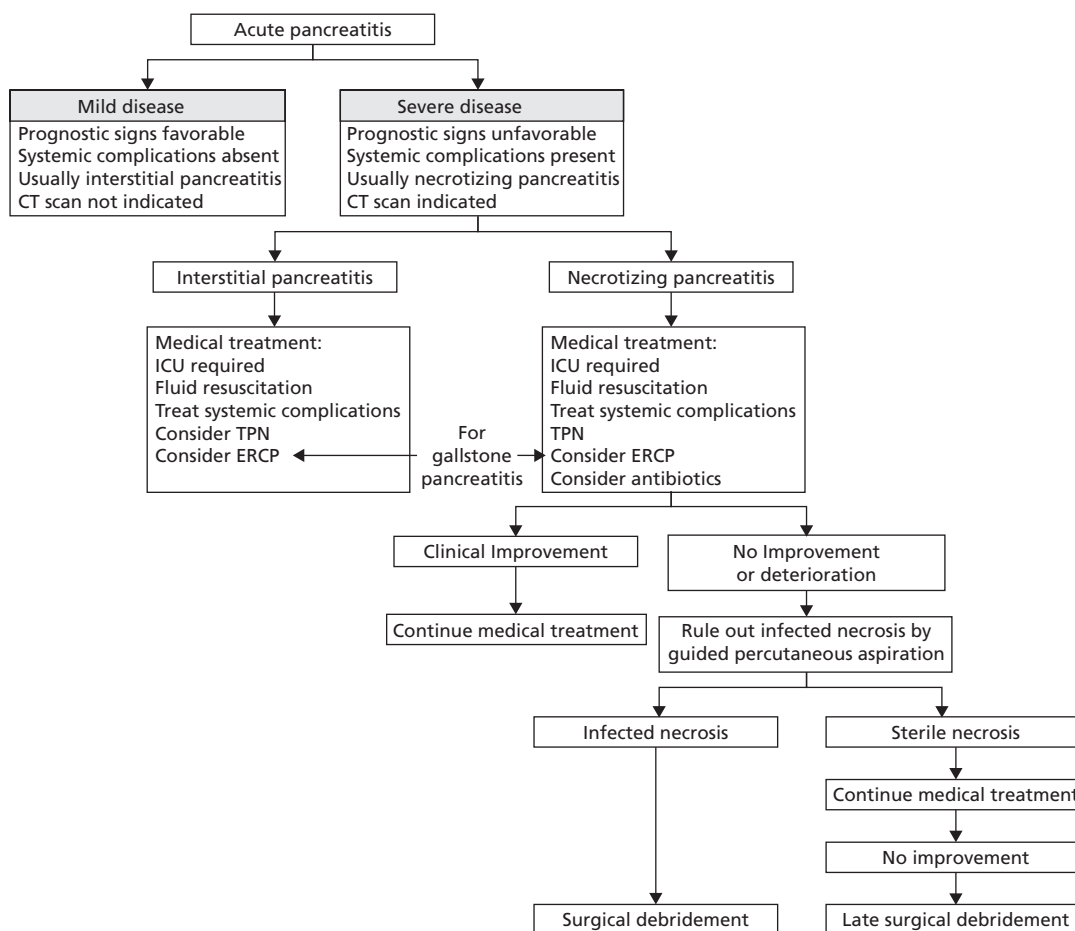 Acute pancreatitis
Mild disease
Prognostic signs favorable
Systemic complications absent
Usually interstitial pancreatitis
CT scan not indicated
Severe disease
Prognostic signs unfavorable
Systemic complications present
Usually necrotizing pancreatitis
CT scan indicated
Interstitial pancreatitis
Necrotizing pancreatitis
Medical treatment:
ICU required
Fluid resuscitation
Treat systemic complications
Consider TPN
Consider ERCP
For
gallstone
pancreatitis
Medical treatment:
ICU required
Fluid resuscitation
Treat systemic complications
TPN
Consider ERCP
Consider antibiotics
Clinical Improvement
No Improvement
or deterioration
Continue medical treatment
Rule out infected necrosis by
guided percutaneous aspiration
Infected necrosis
Sterile necrosis
Continue medical treatment
No improvement
Surgical debridement
Late surgical debridement